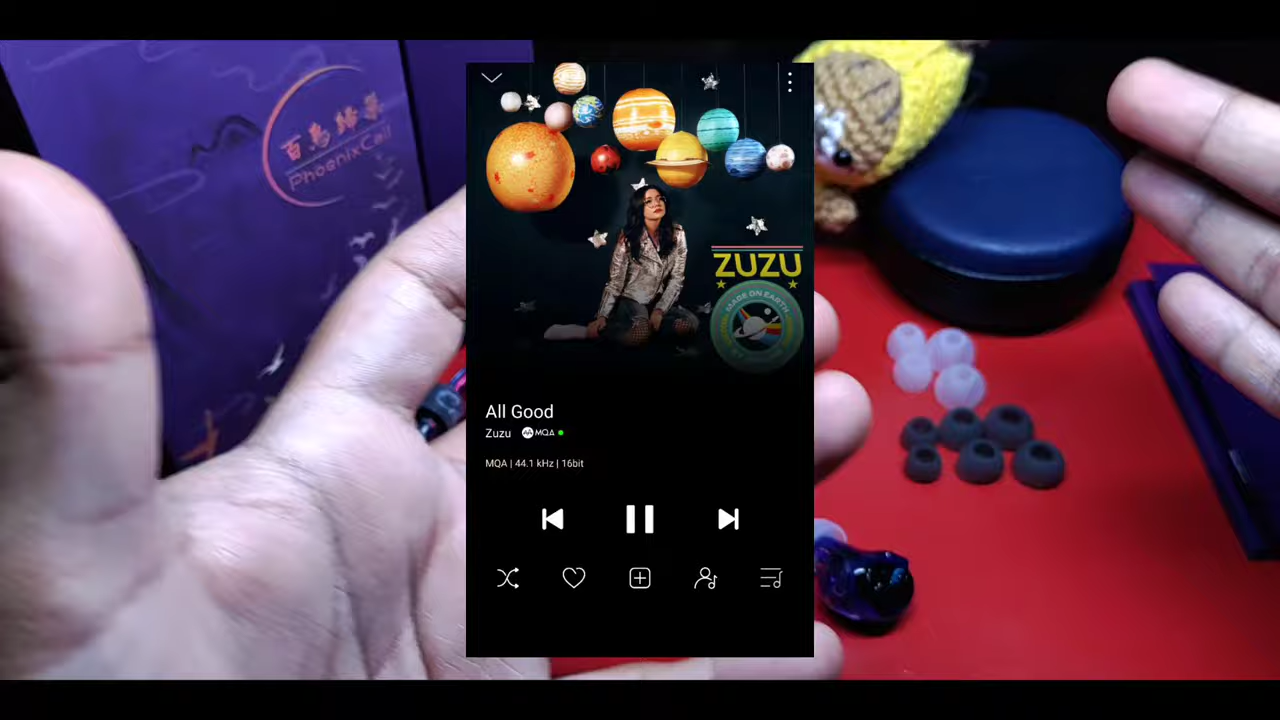 百鳥歸巢
PhoenixCall
ZUZU
MADE ON EARTH
All Good
Zuzu MQA
MQA | 44.1 kHz | 16bit